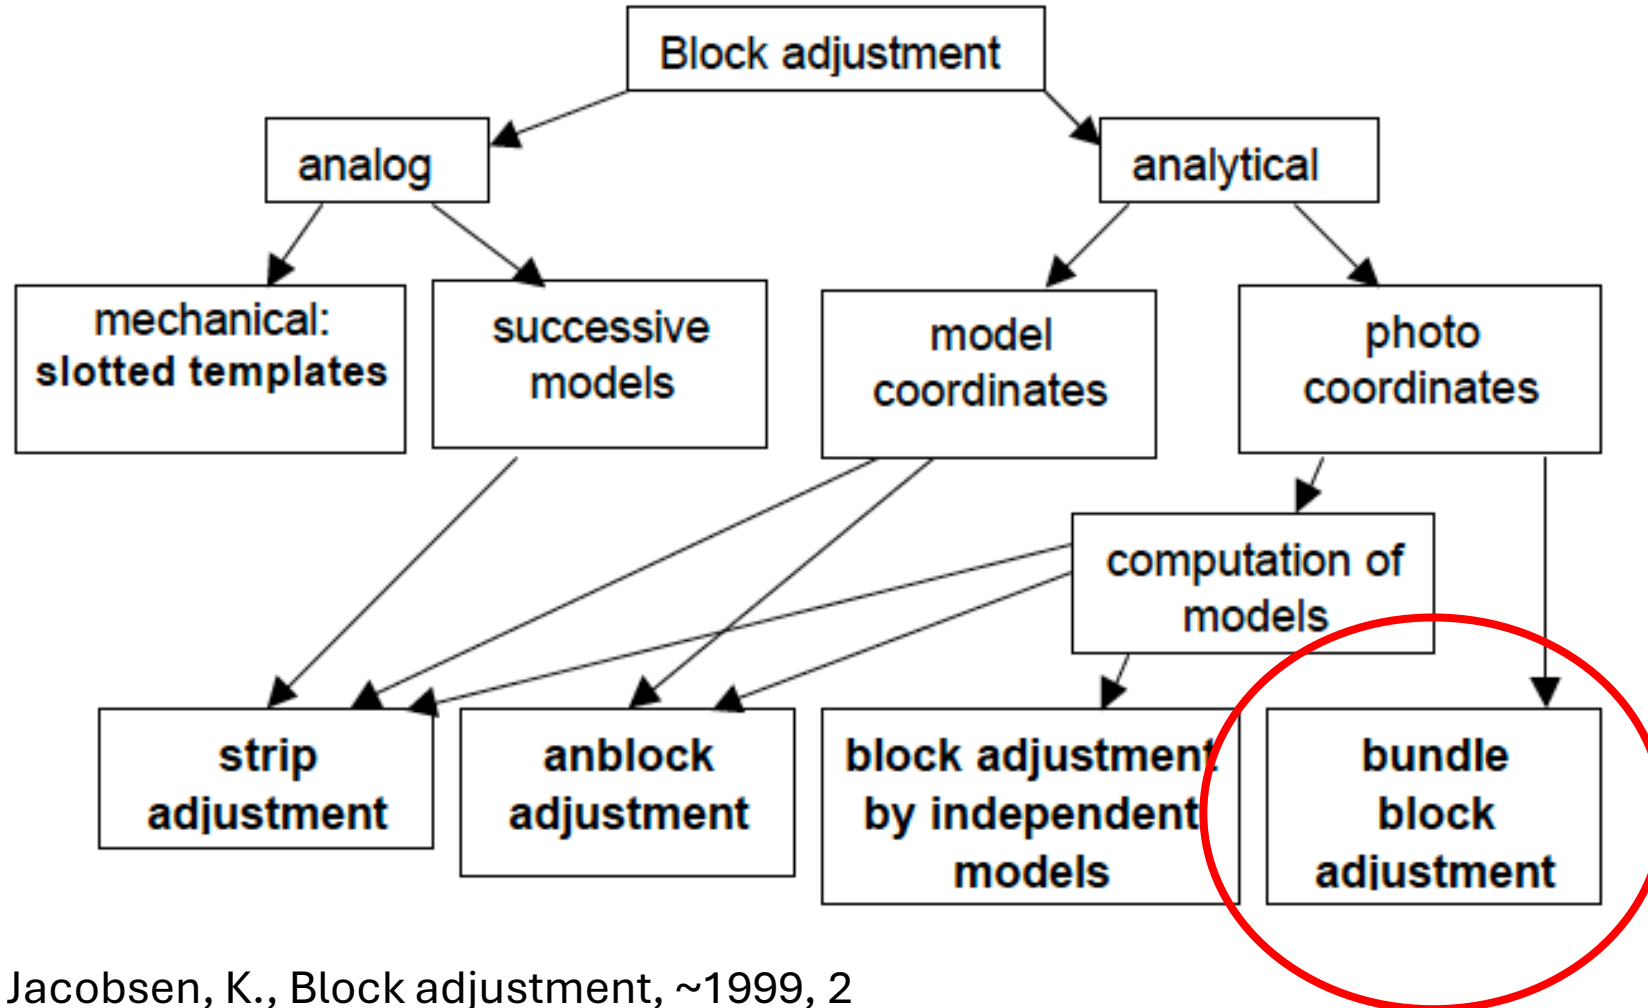 Block adjustment
analog
analytical
mechanical:
slotted templates
successive
models
model
coordinates
photo
coordinates
computation of
models
strip
adjustment
anblock
adjustment
block adjustment
by independent
models
bundle
block
adjustment
Jacobsen, K., Block adjustment, ~1999, 2